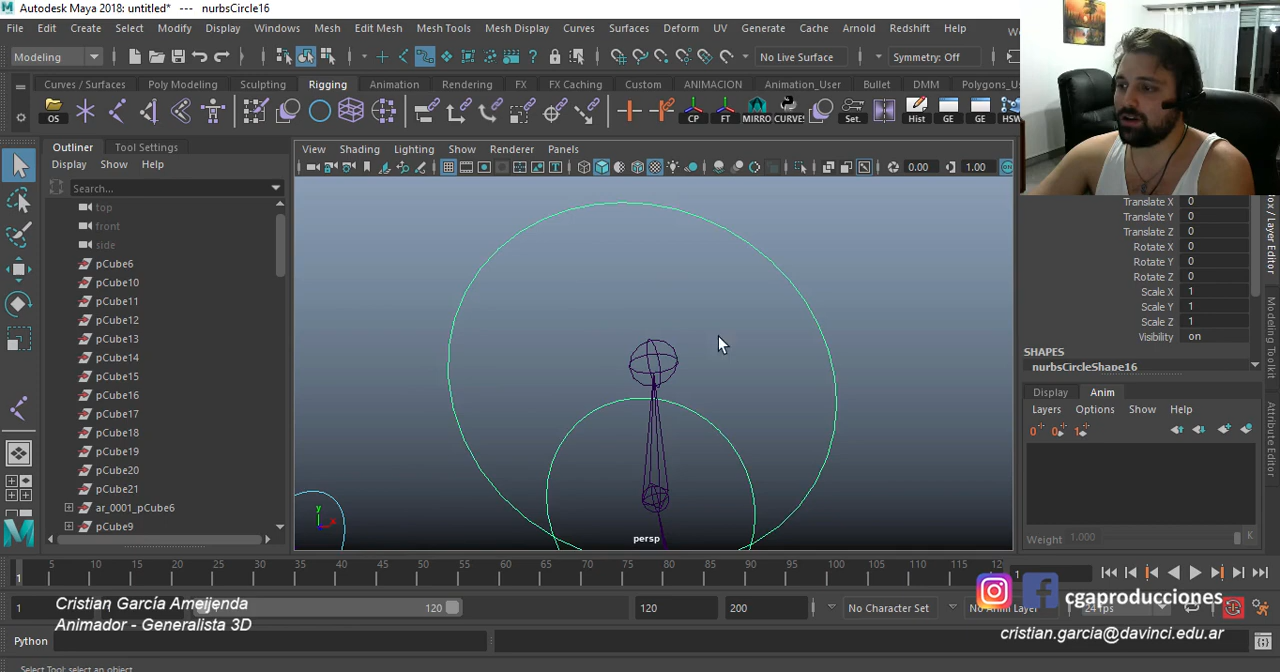 Autodesk Maya 2018: untitled* --- nurbsCircle16
File Edit Create Select Modify Display Windows Mesh Edit Mesh Mesh Tools Mesh Display Curves Surfaces Deform UV Generate Cache Arnold Redshift Help
Modeling No Live Surface Symmetry: Off
Curves / Surfaces Poly Modeling Sculpting Rigging Animation Rendering FX FX Caching Custom ANIMACION Animation_User Bullet DMM
OS CP FT MIRRO CURVES Set. Hist GE GE HSW
Outliner Tool Settings
Display Show Help
Search...
top
front
side
pCube6
pCube10
pCube11
pCube12
pCube13
pCube14
pCube15
pCube16
pCube17
pCube18
pCube19
pCube20
pCube21
ar_0001_pCube6
pCube9
View Shading Lighting Show Renderer Panels
0.00 1.00
y
x
persp
Translate X 0
Translate Y 0
Translate Z 0
Rotate X 0
Rotate Y 0
Rotate Z 0
Scale X 1
Scale Y 1
Scale Z 1
Visibility on
SHAPES
nurbsCircleShape16
Display Anim
Layers Options Show Help
Weight 1.000 K
Modeling Toolkit
Attribute Editor
5 10 15 20 25 30 35 40 45 50 55 60 65 70 75 80 85 90 95 100 105 110 115
1 1
1 120 120 200 No Character Set
Cristian García Ameijenda
Animador - Generalista 3D
cgaproducciones
cristian.garcia@davinci.edu.ar
Python
Select Tool: select an object